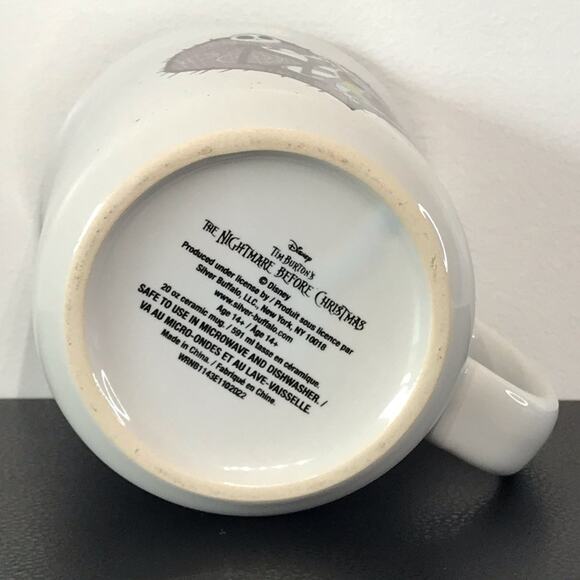 Disney
TIM BURTON'S
THE NIGHTMARE BEFORE CHRISTMAS
© Disney
Produced under license by / Produit sous licence par
Silver Buffalo, LLC., New York, NY 10016
www.silver-buffalo.com
Age 14+ / Age 14+
20 oz ceramic mug. / 591 ml tasse en céramique.
SAFE TO USE IN MICROWAVE AND DISHWASHER. /
VA AU MICRO-ONDES ET AU LAVE-VAISSELLE.
Made in China. / Fabriqué en Chine.
WRNB1143E1102022